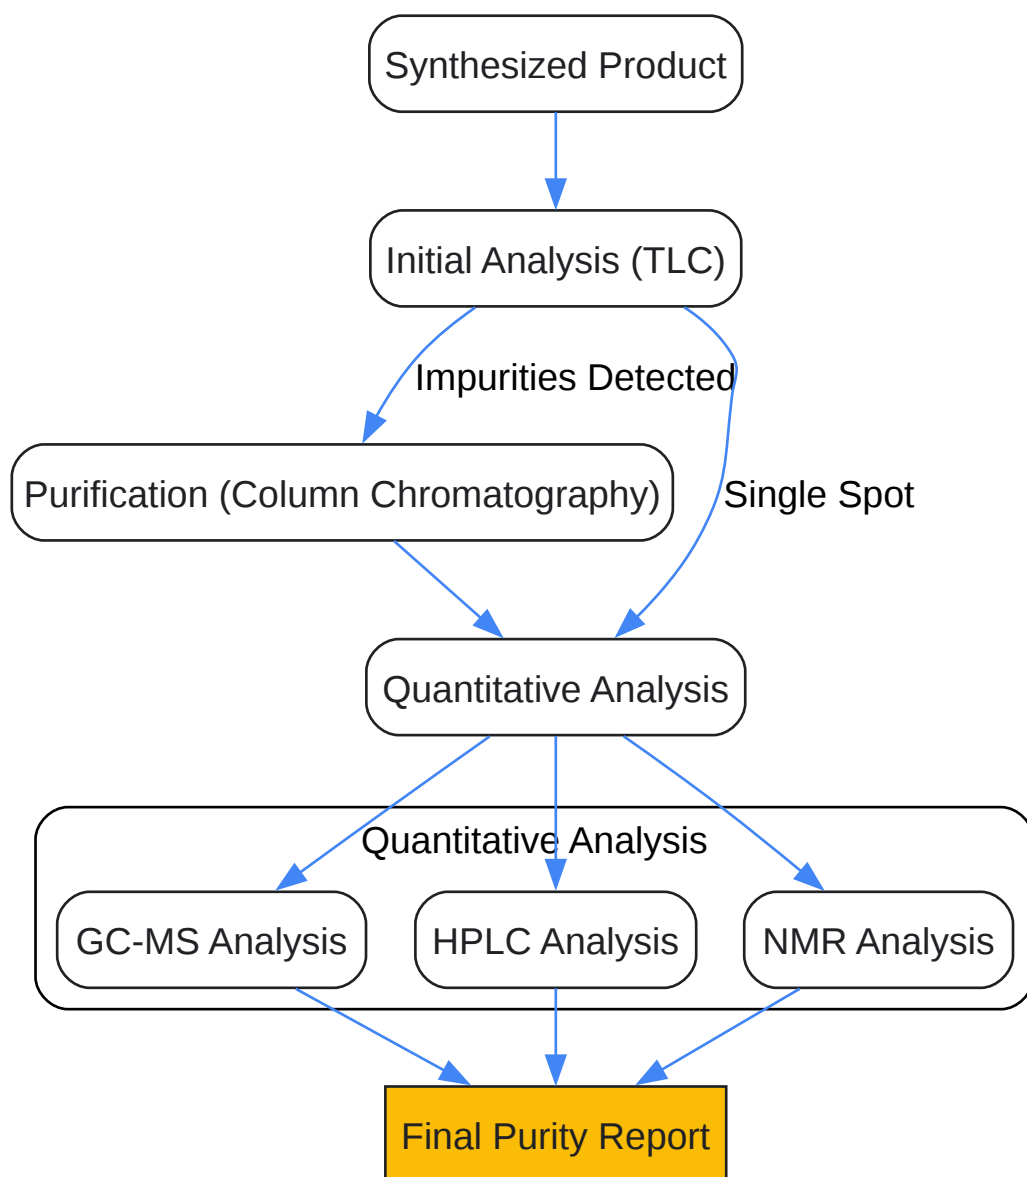 Synthesized Product
Initial Analysis (TLC)
Impurities Detected
Purification (Column Chromatography)
Single Spot
Quantitative Analysis
Quantitative Analysis
GC-MS Analysis
HPLC Analysis
NMR Analysis
Final Purity Report